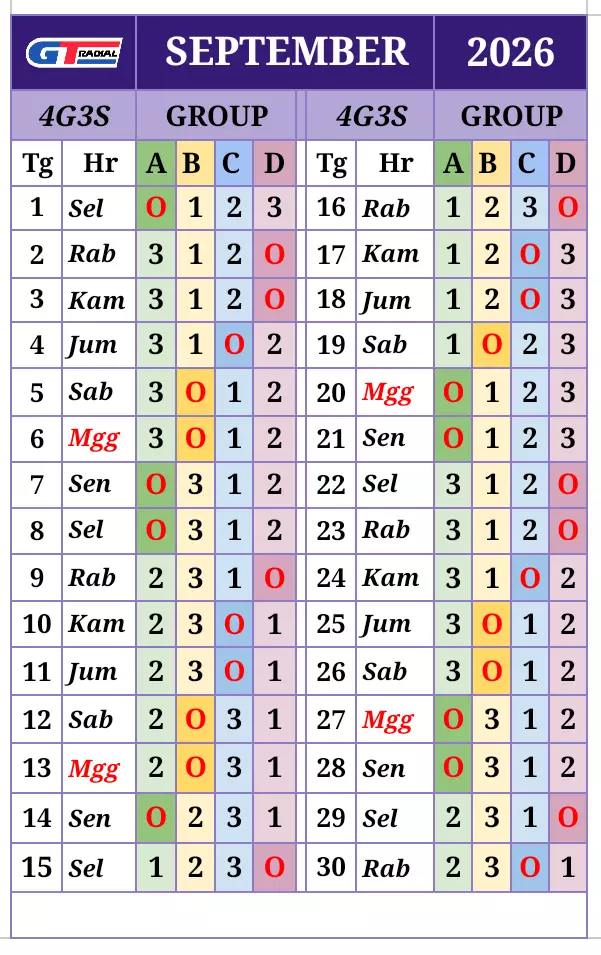 GT RADIAL SEPTEMBER 2026
4G3S GROUP 4G3S GROUP
Tg Hr A B C D Tg Hr A B C D
1 Sel O 1 2 3 16 Rab 1 2 3 O
2 Rab 3 1 2 O 17 Kam 1 2 O 3
3 Kam 3 1 2 O 18 Jum 1 2 O 3
4 Jum 3 1 O 2 19 Sab 1 O 2 3
5 Sab 3 O 1 2 20 Mgg O 1 2 3
6 Mgg 3 O 1 2 21 Sen O 1 2 3
7 Sen O 3 1 2 22 Sel 3 1 2 O
8 Sel O 3 1 2 23 Rab 3 1 2 O
9 Rab 2 3 1 O 24 Kam 3 1 O 2
10 Kam 2 3 O 1 25 Jum 3 O 1 2
11 Jum 2 3 O 1 26 Sab 3 O 1 2
12 Sab 2 O 3 1 27 Mgg O 3 1 2
13 Mgg 2 O 3 1 28 Sen O 3 1 2
14 Sen O 2 3 1 29 Sel 2 3 1 O
15 Sel 1 2 3 O 30 Rab 2 3 O 1